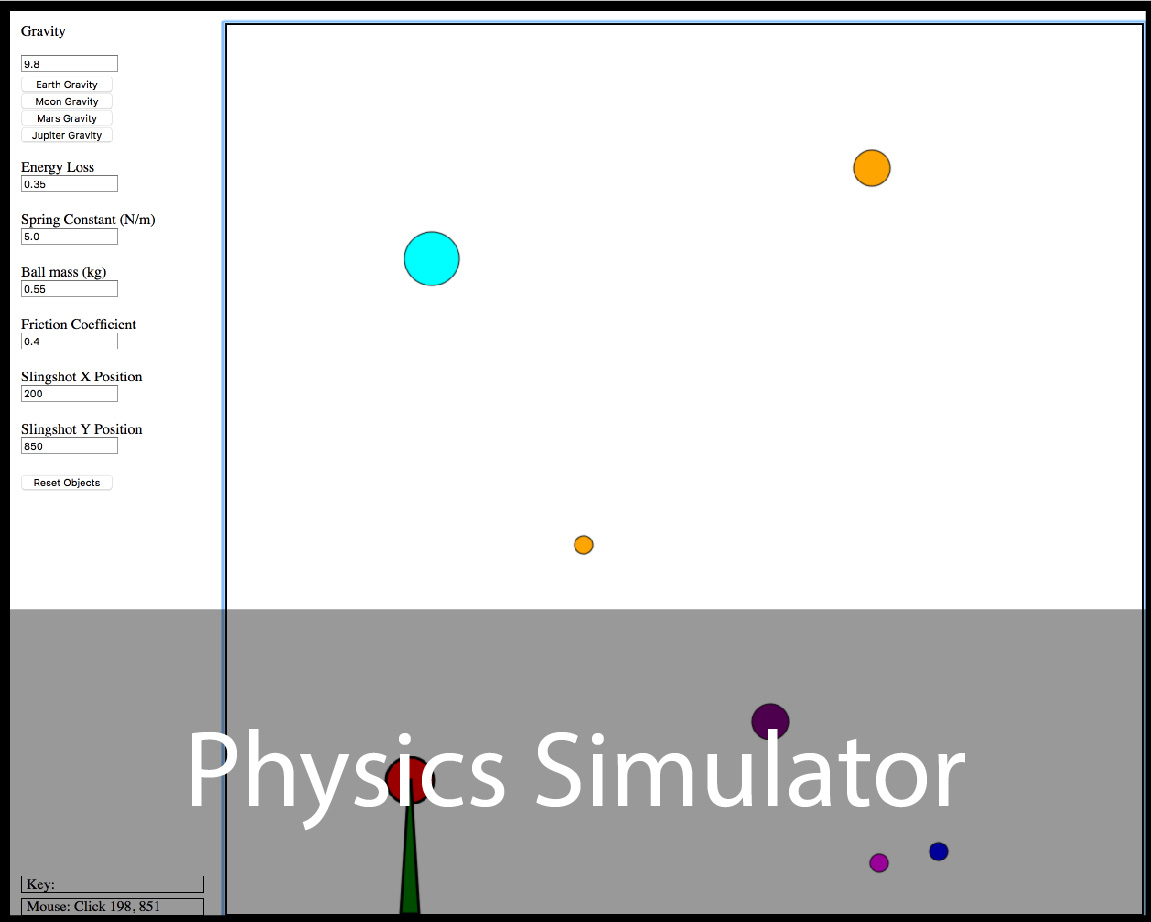 Gravity
9.8
Earth Gravity
Moon Gravity
Mars Gravity
Jupiter Gravity
Energy Loss
0.35
Spring Constant (N/m)
5.0
Ball mass (kg)
0.55
Friction Coefficient
0.4
Slingshot X Position
200
Slingshot Y Position
850
Reset Objects
Physics Simulator
Key:
Mouse: Click 198, 851